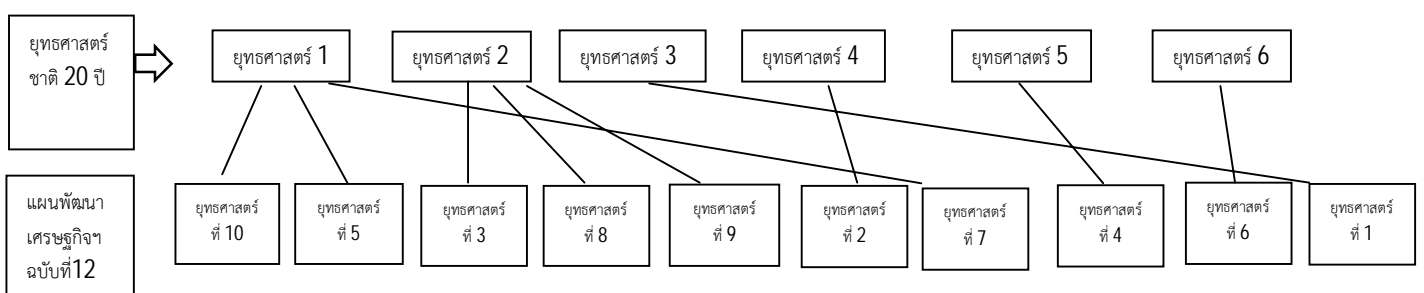 ยุทธศาสตร์
ชาติ 20 ปี
ยุทธศาสตร์ 1
ยุทธศาสตร์ 2
ยุทธศาสตร์ 3
ยุทธศาสตร์ 4
ยุทธศาสตร์ 5
ยุทธศาสตร์ 6
แผนพัฒนา
เศรษฐกิจฯ
ฉบับที่12
ยุทธศาสตร์
ที่ 10
ยุทธศาสตร์
ที่ 5
ยุทธศาสตร์
ที่ 3
ยุทธศาสตร์
ที่ 8
ยุทธศาสตร์
ที่ 9
ยุทธศาสตร์
ที่ 2
ยุทธศาสตร์
ที่ 7
ยุทธศาสตร์
ที่ 4
ยุทธศาสตร์
ที่ 6
ยุทธศาสตร์
ที่ 1